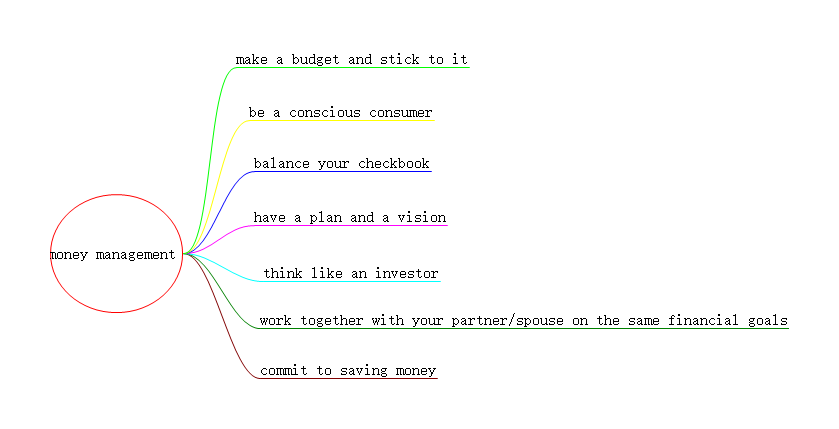 make a budget and stick to it
be a conscious consumer
balance your checkbook
have a plan and a vision
money management
think like an investor
work together with your partner/spouse on the same financial goals
commit to saving money